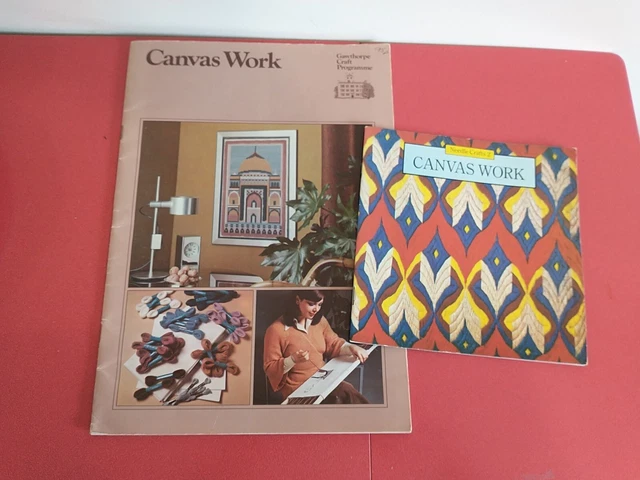 Canvas Work
Gawthorpe
Craft
Programme
Needle Crafts 2
CANVAS WORK